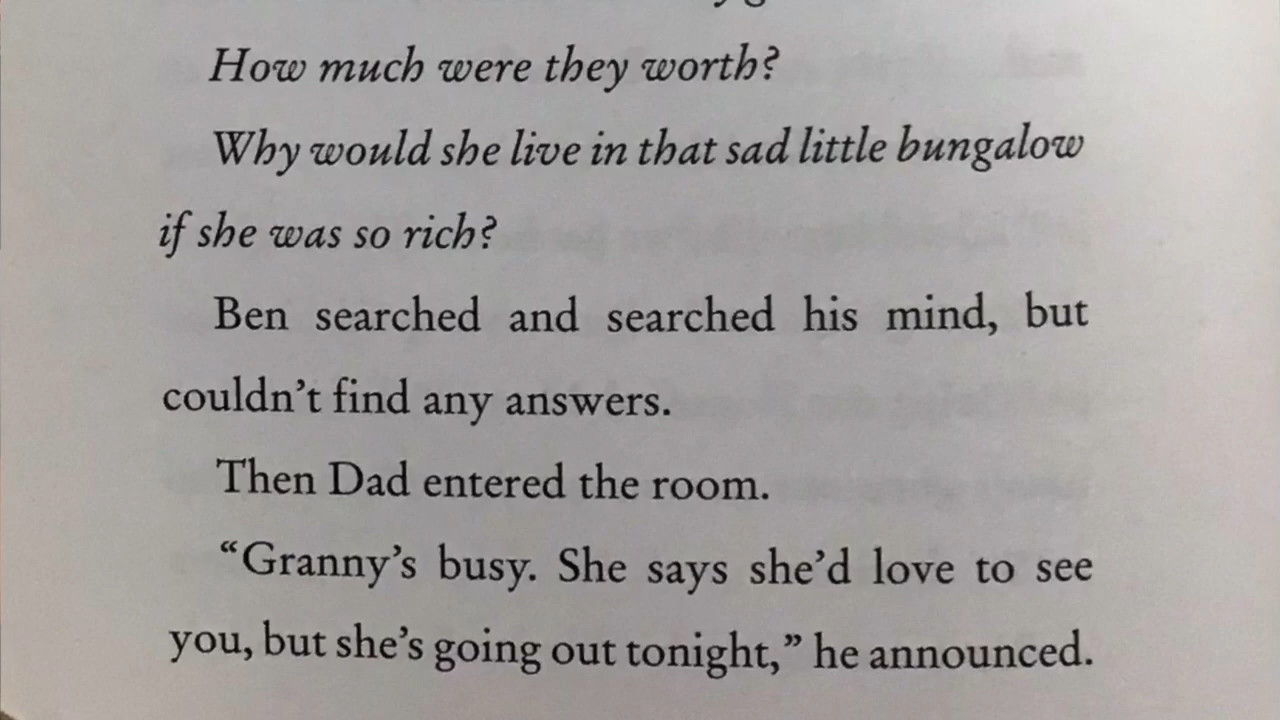 How much were they worth?
Why would she live in that sad little bungalow
if she was so rich?
Ben searched and searched his mind, but
couldn’t find any answers.
Then Dad entered the room.
“Granny’s busy. She says she’d love to see
you, but she’s going out tonight,” he announced.